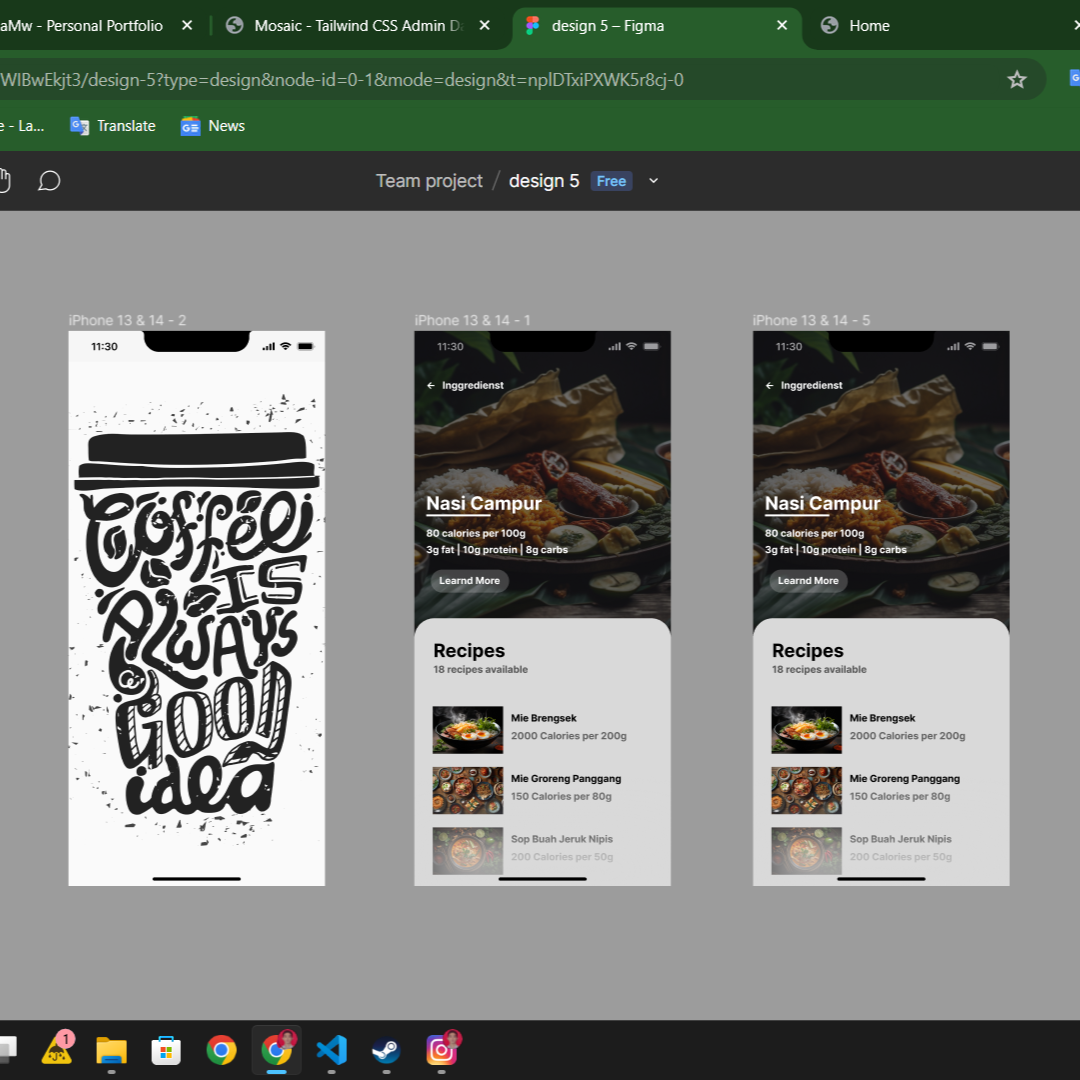 aMw - Personal Portfolio
Mosaic - Tailwind CSS Admin Da
design 5 – Figma
Home
WIBwEkjt3/design-5?type=design&node-id=0-1&mode=design&t=nplDTxiPXWK5r8cj-0
e - La...
Translate
News
Team project / design 5 Free
iPhone 13 & 14 - 2
11:30
Coffee
IS
ALWAYS
a
GOOD
idea
iPhone 13 & 14 - 1
11:30
Inggredienst
Nasi Campur
80 calories per 100g
3g fat | 10g protein | 8g carbs
Learnd More
Recipes
18 recipes available
Mie Brengsek
2000 Calories per 200g
Mie Groreng Panggang
150 Calories per 80g
Sop Buah Jeruk Nipis
200 Calories per 50g
iPhone 13 & 14 - 5
11:30
Inggredienst
Nasi Campur
80 calories per 100g
3g fat | 10g protein | 8g carbs
Learnd More
Recipes
18 recipes available
Mie Brengsek
2000 Calories per 200g
Mie Groreng Panggang
150 Calories per 80g
Sop Buah Jeruk Nipis
200 Calories per 50g
1